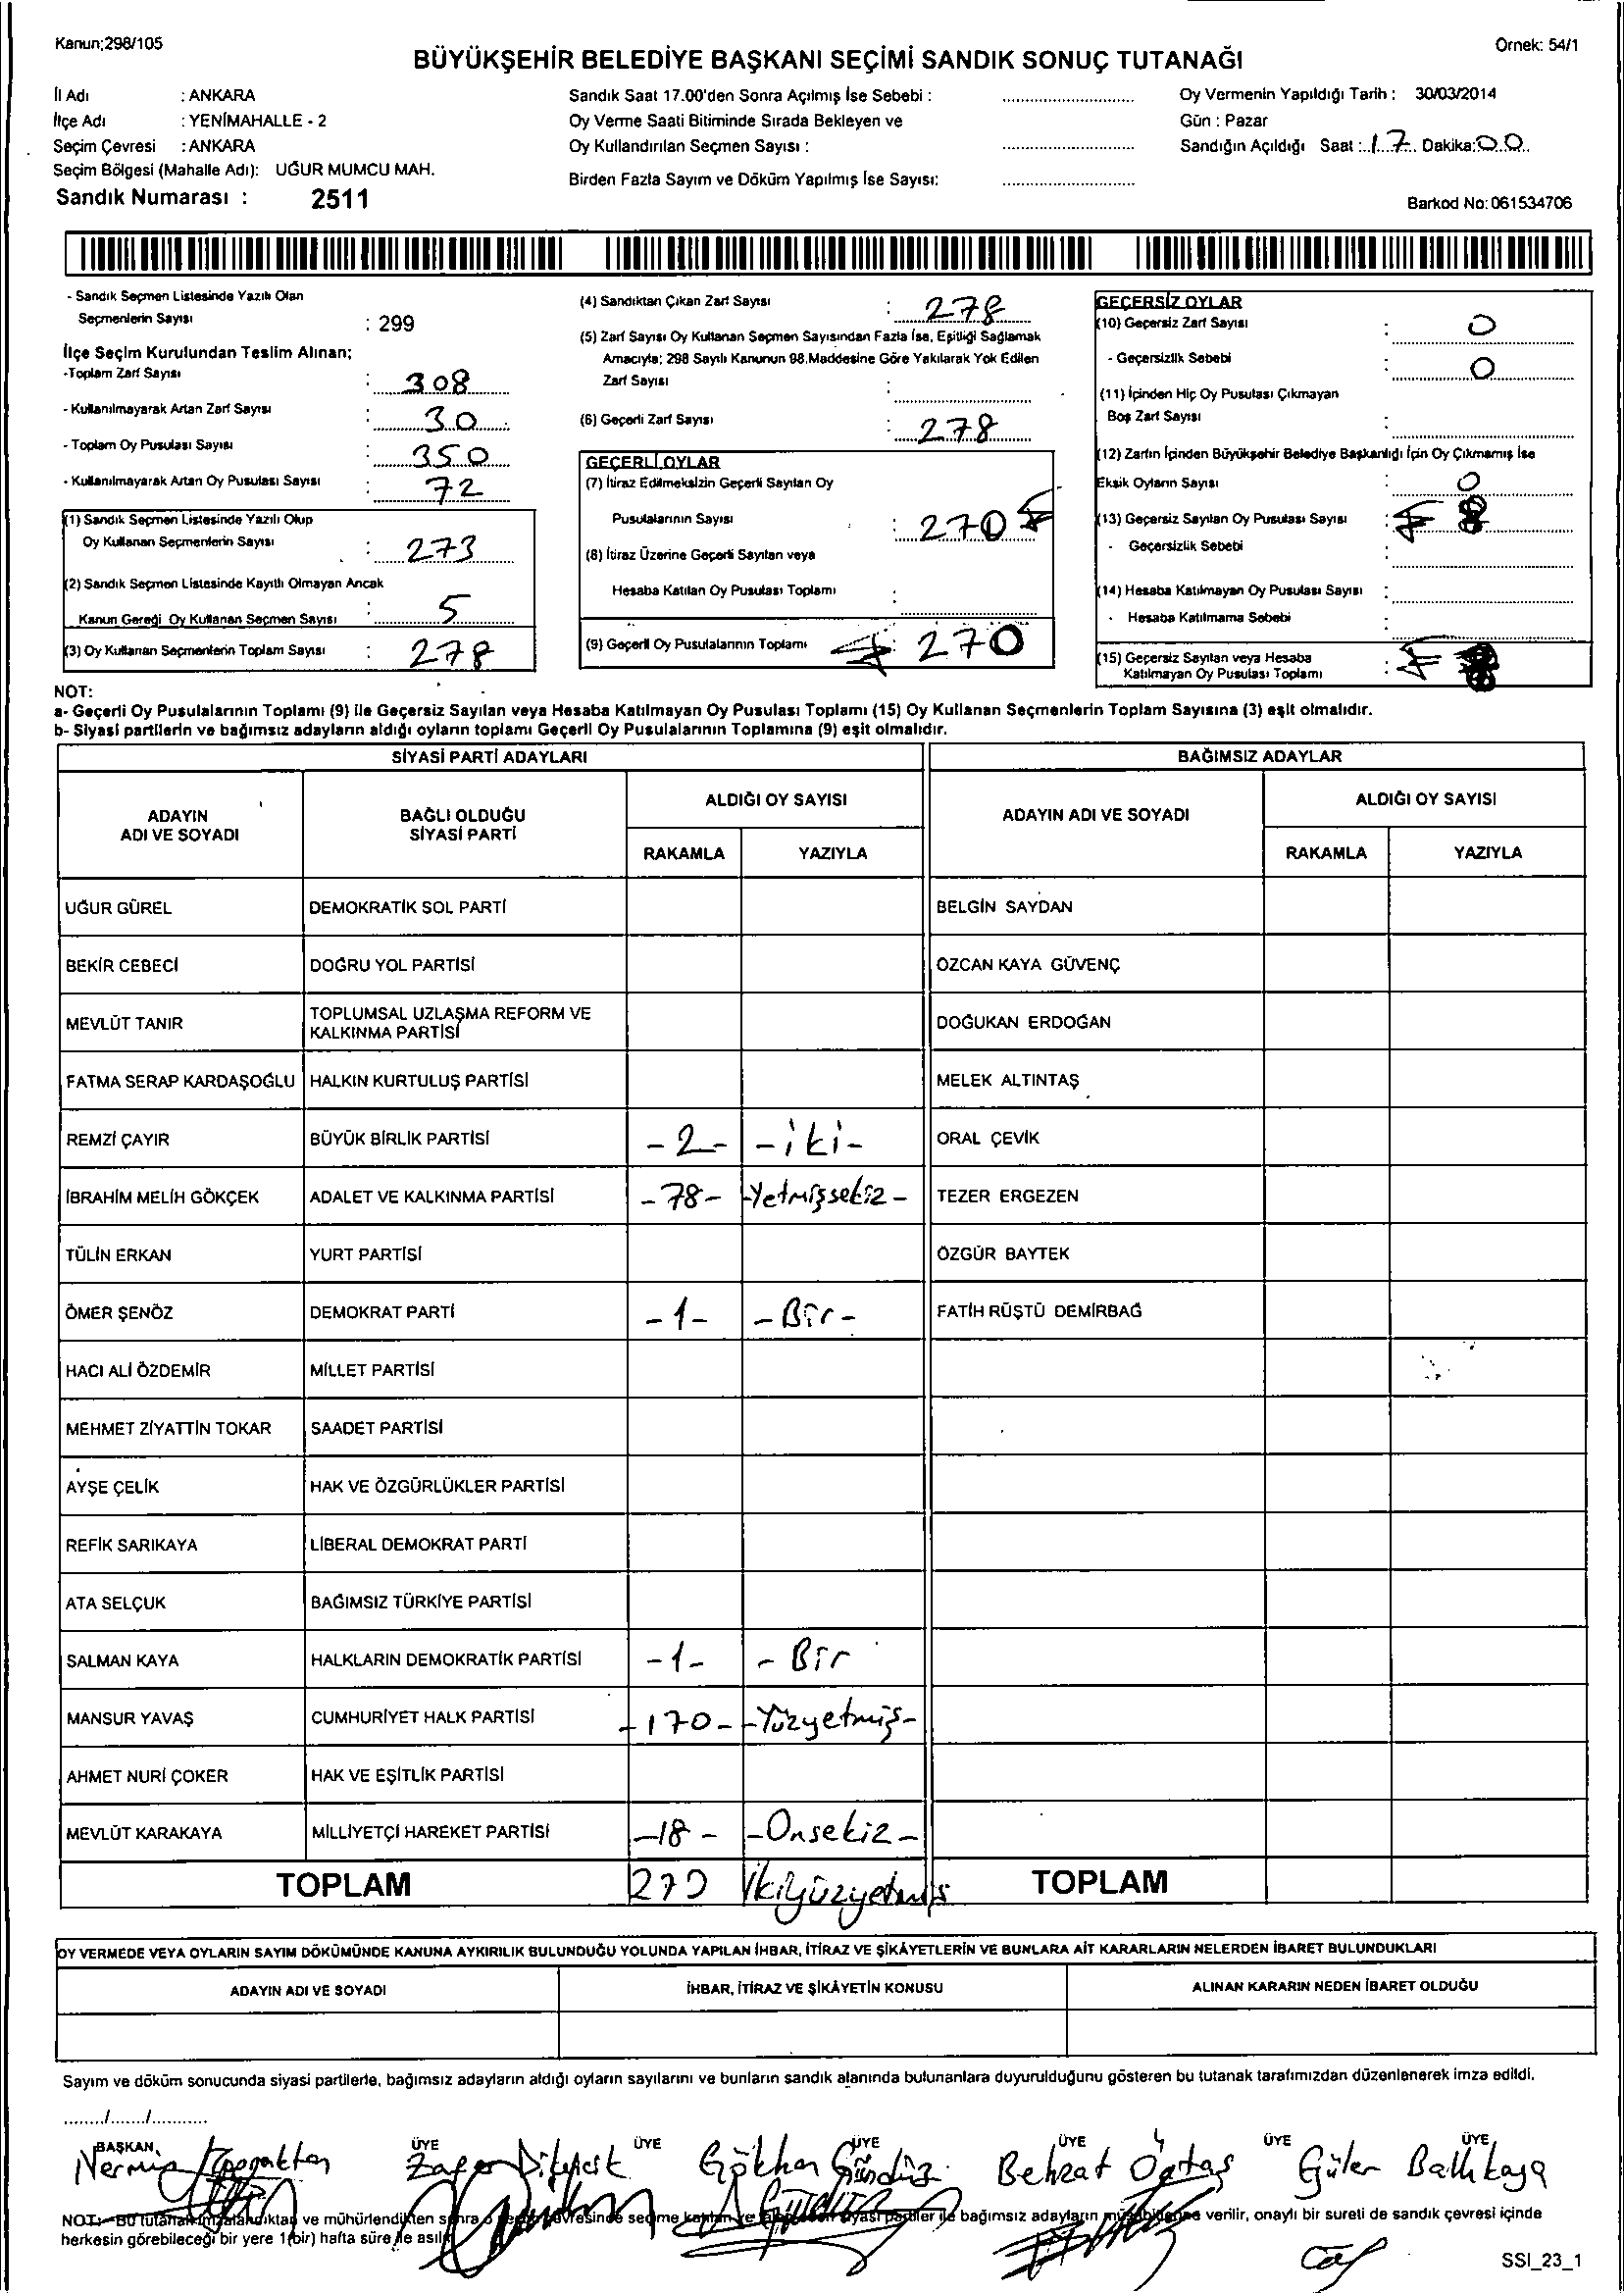 Kanun;298/105
Örnek: 54/1
BÜYÜKŞEHİR BELEDİYE BAŞKANI SEÇİMİ SANDIK SONUÇ TUTANAĞI
İl Adı : ANKARA
İlçe Adı : YENİMAHALLE - 2
Seçim Çevresi : ANKARA
Seçim Bölgesi (Mahalle Adı): UĞUR MUMCU MAH.
Sandık Numarası : 2511
Sandık Saat 17.00'den Sonra Açılmış İse Sebebi :
Oy Verme Saati Bitiminde Sırada Bekleyen ve
Oy Kullandırılan Seçmen Sayısı :
Birden Fazla Sayım ve Döküm Yapılmış İse Sayısı:
Oy Vermenin Yapıldığı Tarih : 30/03/2014
Gün : Pazar
Sandığın Açıldığı Saat : 17 Dakika: 00
Barkod No: 061534706
- Sandık Seçmen Listesinde Yazılı Olan
Seçmenlerin Sayısı : 299
İlçe Seçim Kurulundan Teslim Alınan;
-Toplam Zarf Sayısı : 308
- Kullanılmayarak Artan Zarf Sayısı : 30
- Toplam Oy Pusulası Sayısı : 350
- Kullanılmayarak Artan Oy Pusulası Sayısı : 72
(1) Sandık Seçmen Listesinde Yazılı Olup
Oy Kullanan Seçmenlerin Sayısı : 273
(2) Sandık Seçmen Listesinde Kayıtlı Olmayan Ancak
Kanun Gereği Oy Kullanan Seçmen Sayısı : 5
(3) Oy Kullanan Seçmenlerin Toplam Sayısı : 278
(4) Sandıktan Çıkan Zarf Sayısı : 278
(5) Zarf Sayısı Oy Kullanan Seçmen Sayısından Fazla İse, Eşitliği Sağlamak
Amacıyla; 298 Sayılı Kanunun 98.Maddesine Göre Yakılarak Yok Edilen
Zarf Sayısı :
(6) Geçerli Zarf Sayısı : 278
GEÇERLİ OYLAR
(7) İtiraz Edilmeksizin Geçerli Sayılan Oy
Pusulalarının Sayısı : 270
(8) İtiraz Üzerine Geçerli Sayılan veya
Hesaba Katılan Oy Pusulası Toplamı :
(9) Geçerli Oy Pusulalarının Toplamı : 270
GEÇERSİZ OYLAR
(10) Geçersiz Zarf Sayısı : 0
- Geçersizlik Sebebi : 0
(11) İçinden Hiç Oy Pusulası Çıkmayan
Boş Zarf Sayısı :
(12) Zarfın İçinden Büyükşehir Belediye Başkanlığı İçin Oy Çıkmamış İse
Eksik Oyların Sayısı : 0
(13) Geçersiz Sayılan Oy Pusulası Sayısı : 8
- Geçersizlik Sebebi :
(14) Hesaba Katılmayan Oy Pusulası Sayısı :
- Hesaba Katılmama Sebebi :
(15) Geçersiz Sayılan veya Hesaba
Katılmayan Oy Pusulası Toplamı :
NOT:
a- Geçerli Oy Pusulalarının Toplamı (9) ile Geçersiz Sayılan veya Hesaba Katılmayan Oy Pusulası Toplamı (15) Oy Kullanan Seçmenlerin Toplam Sayısına (3) eşit olmalıdır.
b- Siyasi partilerin ve bağımsız adayların aldığı oyların toplamı Geçerli Oy Pusulalarının Toplamına (9) eşit olmalıdır.
SİYASİ PARTİ ADAYLARI BAĞIMSIZ ADAYLAR
ADAYIN ADI VE SOYADI BAĞLI OLDUĞU SİYASİ PARTİ ALDIĞI OY SAYISI ADAYIN ADI VE SOYADI ALDIĞI OY SAYISI
RAKAMLA YAZIYLA RAKAMLA YAZIYLA
UĞUR GÜREL DEMOKRATİK SOL PARTİ BELGİN SAYDAN
BEKİR CEBECİ DOĞRU YOL PARTİSİ ÖZCAN KAYA GÜVENÇ
MEVLÜT TANIR TOPLUMSAL UZLAŞMA REFORM VE KALKINMA PARTİSİ DOĞUKAN ERDOĞAN
FATMA SERAP KARDAŞOĞLU HALKIN KURTULUŞ PARTİSİ MELEK ALTINTAŞ
REMZİ ÇAYIR BÜYÜK BİRLİK PARTİSİ -2- -iki- ORAL ÇEVİK
İBRAHİM MELİH GÖKÇEK ADALET VE KALKINMA PARTİSİ -78- -Yetmişsekiz- TEZER ERGEZEN
TÜLİN ERKAN YURT PARTİSİ ÖZGÜR BAYTEK
ÖMER ŞENÖZ DEMOKRAT PARTİ -1- -Bir- FATİH RÜŞTÜ DEMİRBAĞ
HACI ALİ ÖZDEMİR MİLLET PARTİSİ
MEHMET ZİYATTİN TOKAR SAADET PARTİSİ
AYŞE ÇELİK HAK VE ÖZGÜRLÜKLER PARTİSİ
REFİK SARIKAYA LİBERAL DEMOKRAT PARTİ
ATA SELÇUK BAĞIMSIZ TÜRKİYE PARTİSİ
SALMAN KAYA HALKLARIN DEMOKRATİK PARTİSİ -1- - Bir
MANSUR YAVAŞ CUMHURİYET HALK PARTİSİ -170- -Yüzyetmiş-
AHMET NURİ ÇOKER HAK VE EŞİTLİK PARTİSİ
MEVLÜT KARAKAYA MİLLİYETÇİ HAREKET PARTİSİ -18- -Onsekiz-
TOPLAM 270 İkiyüzyetmiş TOPLAM
OY VERMEDE VEYA OYLARIN SAYIM DÖKÜMÜNDE KANUNA AYKIRILIK BULUNDUĞU YOLUNDA YAPILAN İHBAR, İTİRAZ VE ŞİKÂYETLERİN VE BUNLARA AİT KARARLARIN NELERDEN İBARET BULUNDUKLARI
ADAYIN ADI VE SOYADI İHBAR, İTİRAZ VE ŞİKÂYETİN KONUSU ALINAN KARARIN NEDEN İBARET OLDUĞU
Sayım ve döküm sonucunda siyasi partilerle, bağımsız adayların aldığı oyların sayılarını ve bunların sandık alanında bulunanlara duyurulduğunu gösteren bu tutanak tarafımızdan düzenlenerek imza edildi.
......../......./...........
BAŞKAN ÜYE ÜYE ÜYE ÜYE ÜYE ÜYE
Zafer Gökhan Gündüz Behzat Güler Ballıkaya
NOT: Bu tutanak imzalandıktan ve mühürlendikten sonra seçime katılan ve siyasi partiler ile bağımsız adayların verilir, onaylı bir sureti de sandık çevresi içinde
herkesin görebileceği bir yere 1(bir) hafta süre ile asılır.
SSI_23_1